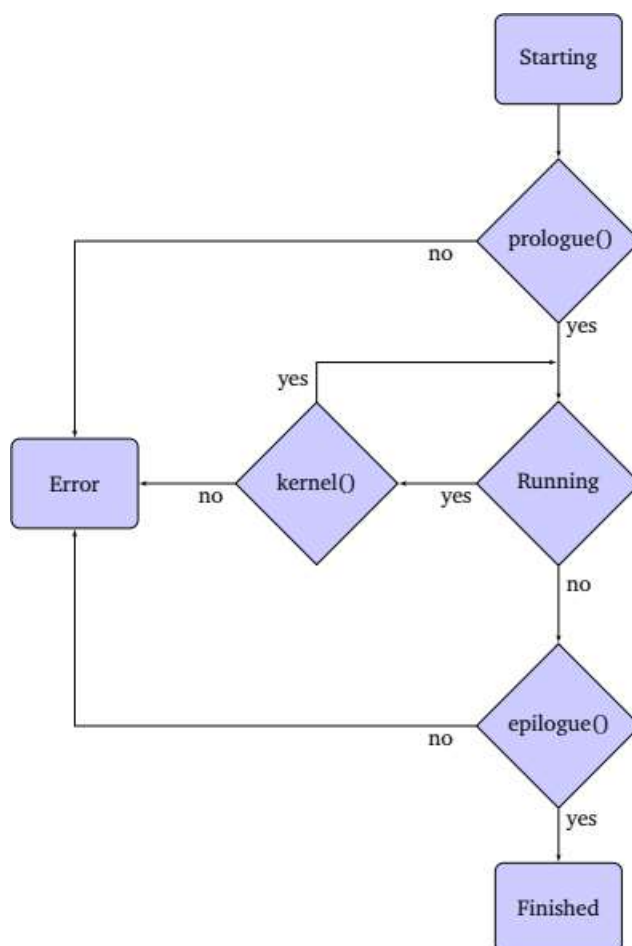 Starting
prologue()
no
yes
yes
Error
no
kernel()
yes
Running
no
epilogue()
no
yes
Finished